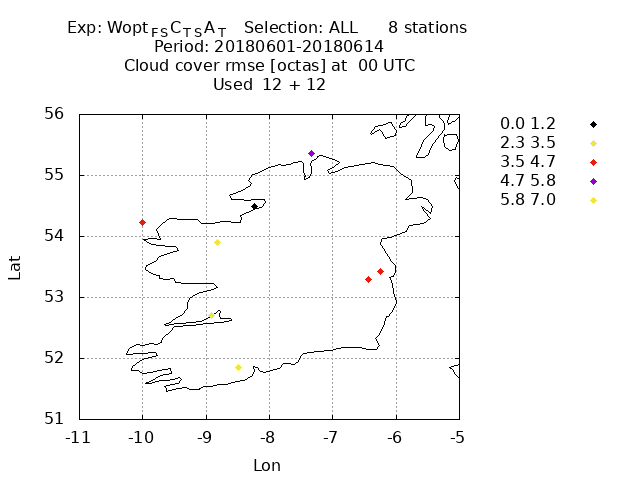 Exp: Wopt FS C TS A T Selection: ALL 8 stations
Period: 20180601-20180614
Cloud cover rmse [octas] at 00 UTC
Used 12 + 12
56
55
54
53
52
51
-11 -10 -9 -8 -7 -6 -5
Lat
Lon
0.0 1.2
2.3 3.5
3.5 4.7
4.7 5.8
5.8 7.0